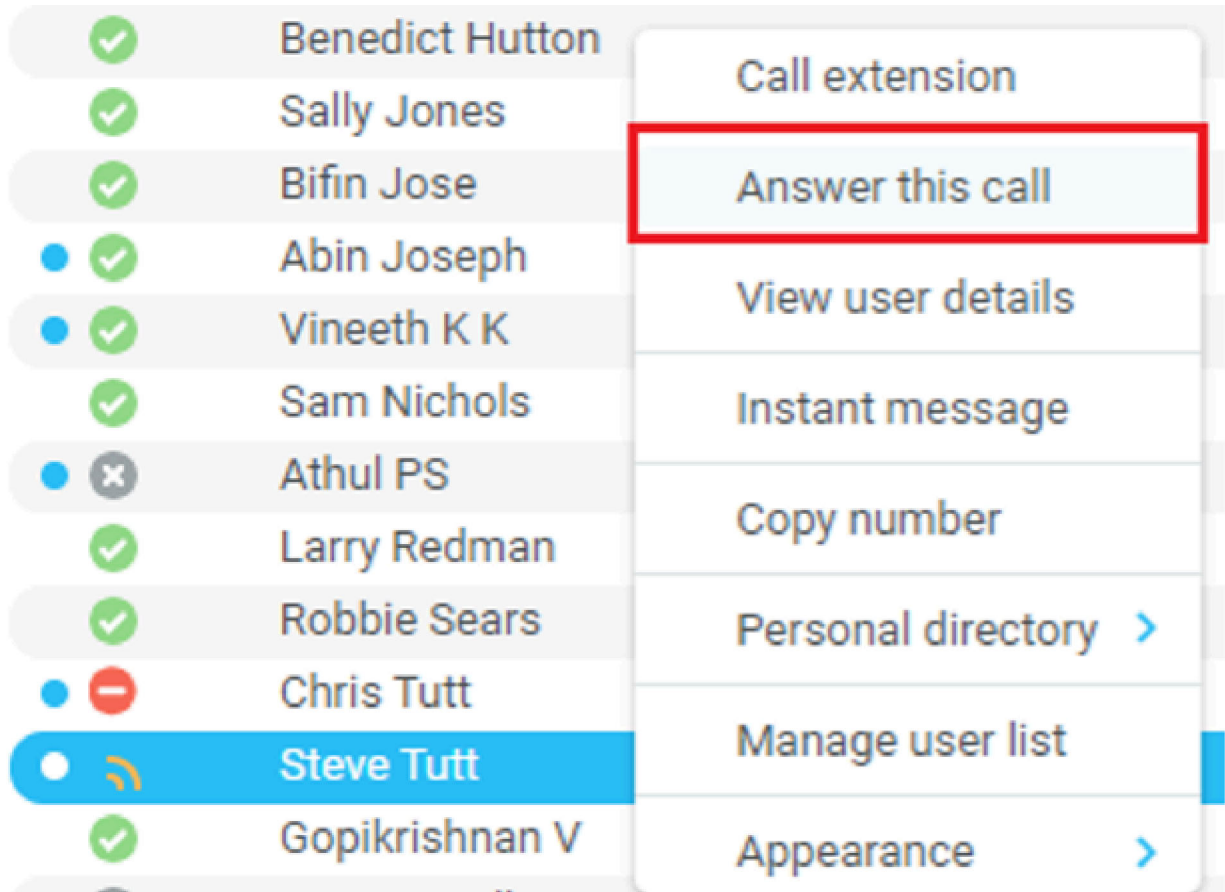 Benedict Hutton
Sally Jones
Bifin Jose
Abin Joseph
Vineeth K K
Sam Nichols
Athul PS
Larry Redman
Robbie Sears
Chris Tutt
Steve Tutt
Gopikrishnan V
Call extension
Answer this call
View user details
Instant message
Copy number
Personal directory
Manage user list
Appearance